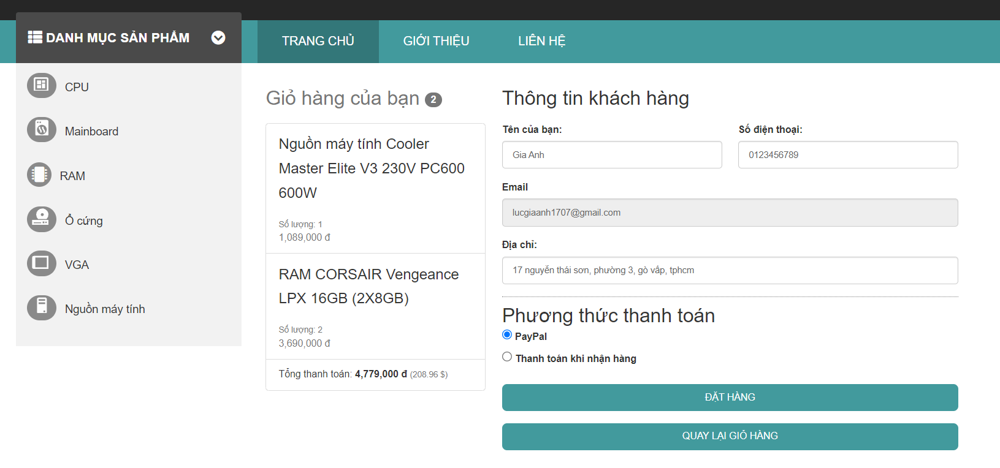 DANH MỤC SẢN PHẨM
TRANG CHỦ
GIỚI THIỆU
LIÊN HỆ
CPU
Mainboard
RAM
Ổ cứng
VGA
Nguồn máy tính
Giỏ hàng của bạn 2
Nguồn máy tính Cooler
Master Elite V3 230V PC600
600W
Số lượng: 1
1,089,000 đ
RAM CORSAIR Vengeance
LPX 16GB (2X8GB)
Số lượng: 2
3,690,000 đ
Tổng thanh toán: 4,779,000 đ (208.96 $)
Thông tin khách hàng
Tên của bạn:
Số điện thoại:
Gia Anh
0123456789
Email
lucgiaanh1707@gmail.com
Địa chỉ:
17 nguyễn thái sơn, phường 3, gò vấp, tphcm
Phương thức thanh toán
PayPal
Thanh toán khi nhận hàng
ĐẶT HÀNG
QUAY LẠI GIỎ HÀNG